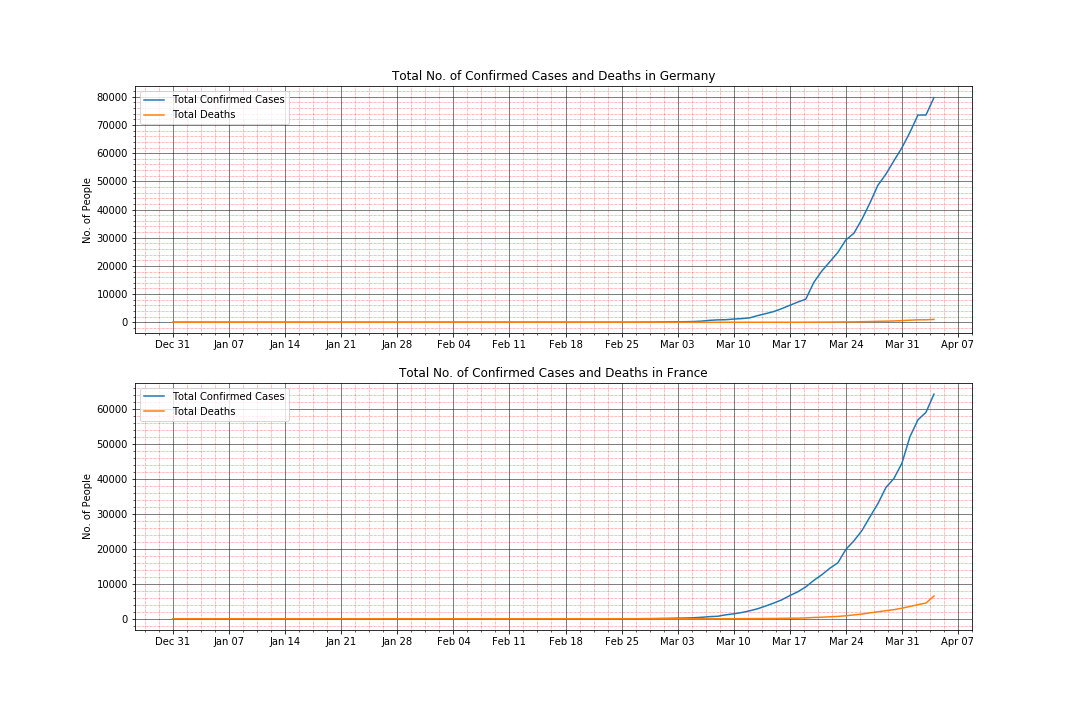 Total No. of Confirmed Cases and Deaths in Germany
80000
70000
60000
50000
40000
30000
20000
10000
0
No. of People
Total Confirmed Cases
Total Deaths
Dec 31 Jan 07 Jan 14 Jan 21 Jan 28 Feb 04 Feb 11 Feb 18 Feb 25 Mar 03 Mar 10 Mar 17 Mar 24 Mar 31 Apr 07
Total No. of Confirmed Cases and Deaths in France
60000
50000
40000
30000
20000
10000
0
No. of People
Total Confirmed Cases
Total Deaths
Dec 31 Jan 07 Jan 14 Jan 21 Jan 28 Feb 04 Feb 11 Feb 18 Feb 25 Mar 03 Mar 10 Mar 17 Mar 24 Mar 31 Apr 07